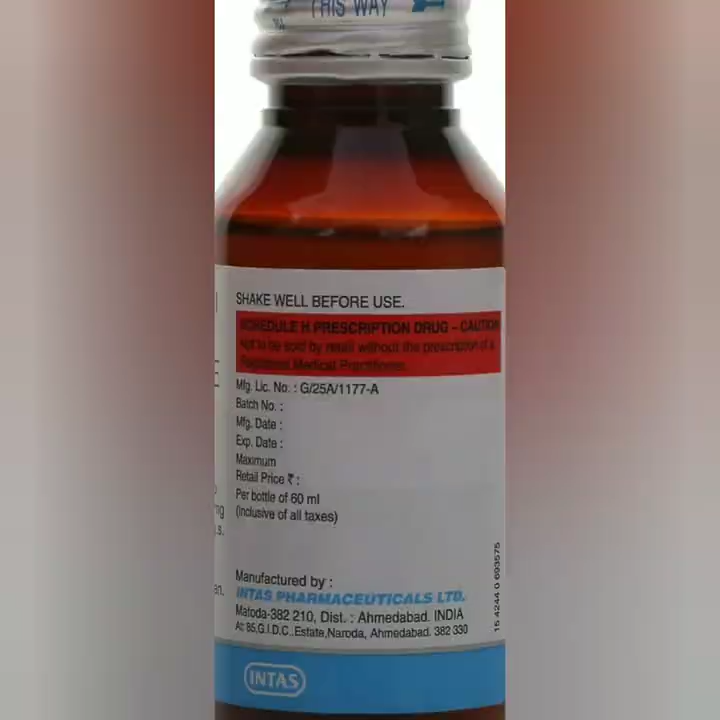 THIS WAY
SHAKE WELL BEFORE USE.
SCHEDULE H PRESCRIPTION DRUG – CAUTION
Not to be sold by retail without the prescription of a
Registered Medical Practitioner.
Mfg. Lic. No. : G/25A/1177-A
Batch No. :
Mfg. Date :
Exp. Date :
Maximum
Retail Price ₹ :
Per bottle of 60 ml
(Inclusive of all taxes)
mg
an.
Manufactured by :
INTAS PHARMACEUTICALS LTD.
Matoda-382 210, Dist. : Ahmedabad. INDIA
At: 85,G.I.D.C.,Estate,Naroda, Ahmedabad. 382 330
15 4244 0 693575
INTAS